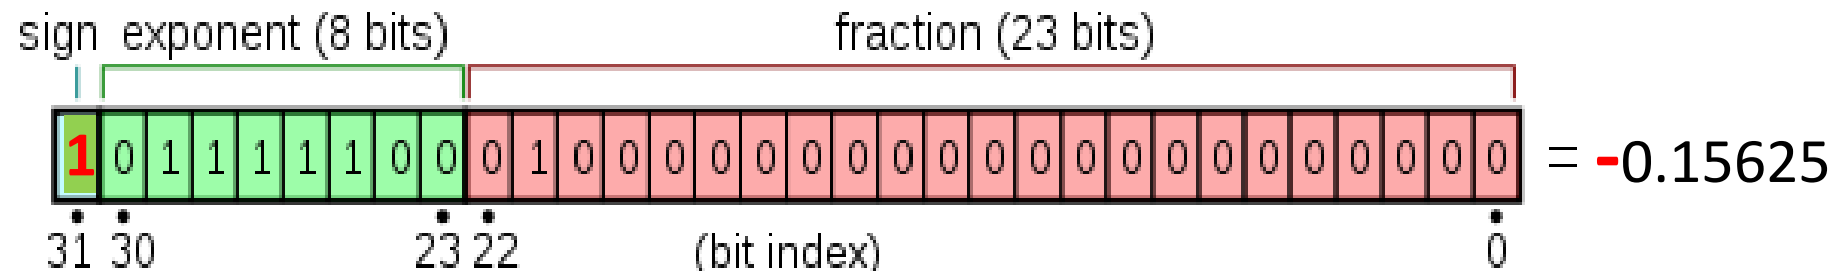 sign exponent (8 bits) fraction (23 bits)
1 0 1 1 1 1 1 0 0 0 1 0 0 0 0 0 0 0 0 0 0 0 0 0 0 0 0 0 0 0 0 0 = -0.15625
31 30 23 22 (bit index) 0